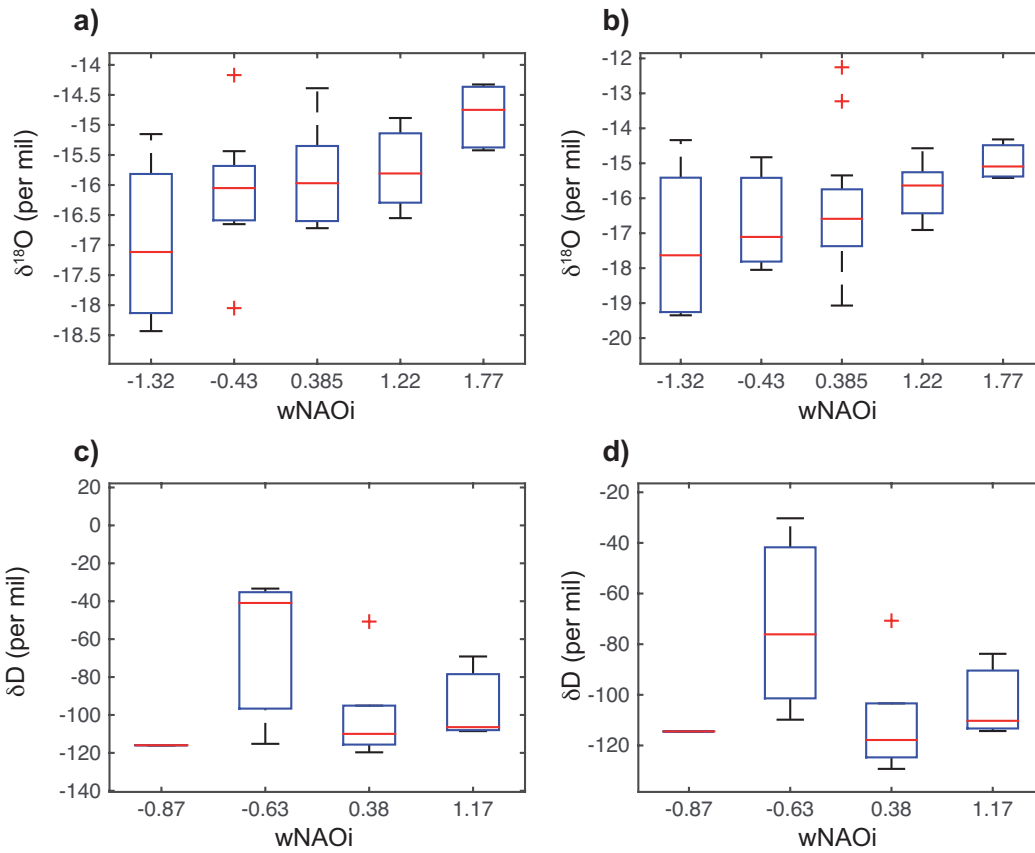 a)
-14
-14.5
-15
-15.5
-16
-16.5
-17
-17.5
-18
-18.5
δ18O (per mil)
-1.32 -0.43 0.385 1.22 1.77
wNAOi
b)
-12
-13
-14
-15
-16
-17
-18
-19
-20
δ18O (per mil)
-1.32 -0.43 0.385 1.22 1.77
wNAOi
c)
20
0
-20
-40
-60
-80
-100
-120
-140
δD (per mil)
-0.87 -0.63 0.38 1.17
wNAOi
d)
-20
-40
-60
-80
-100
-120
δD (per mil)
-0.87 -0.63 0.38 1.17
wNAOi